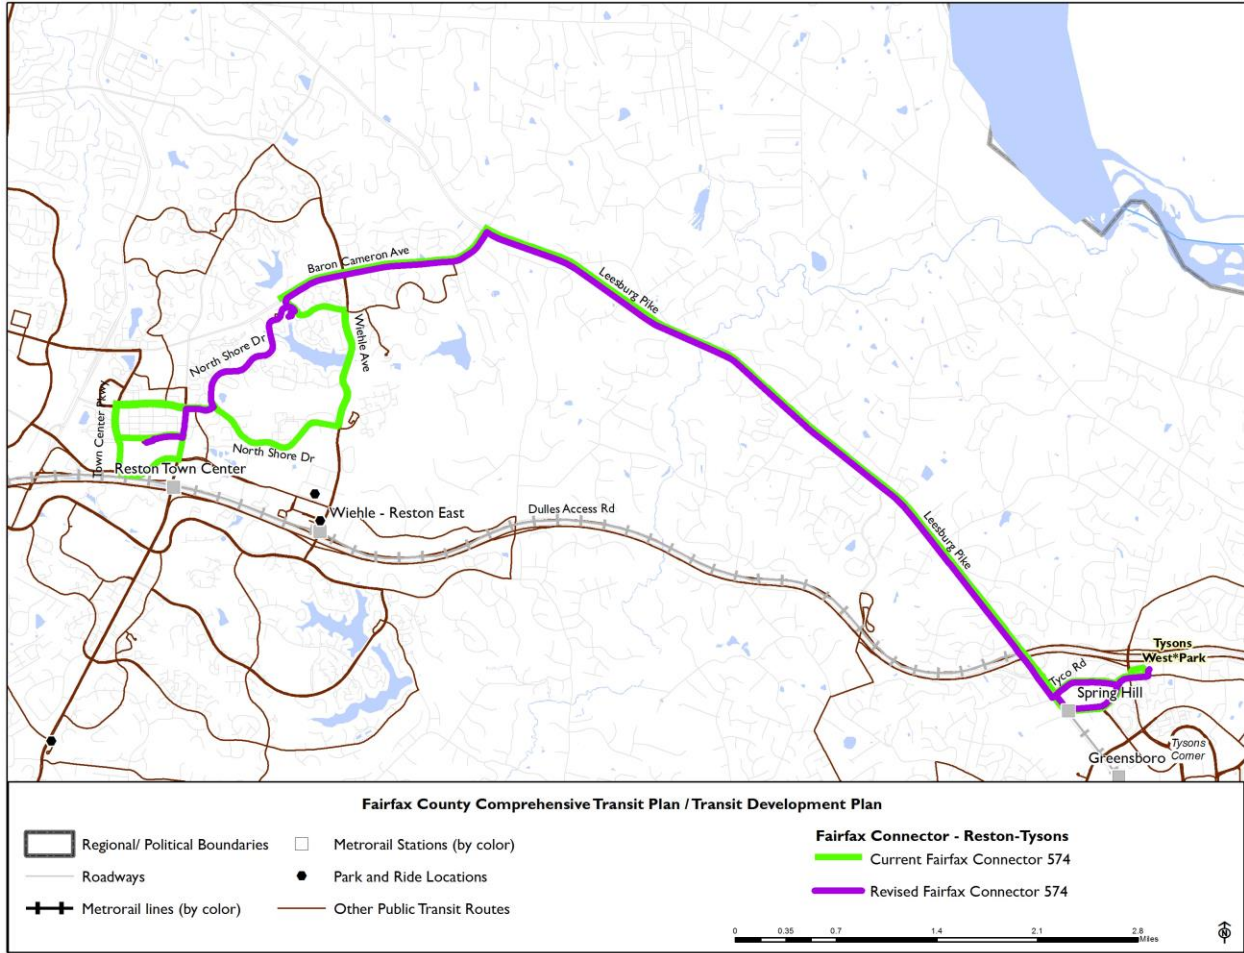 Baron Cameron Ave
Leesburg Pike
Wiehle Ave
North Shore Dr
Town Center Pkwy
North Shore Dr
Reston Town Center
Wiehle - Reston East
Dulles Access Rd
Leesburg Pike
Tysons
West*Park
Tyco Rd
Spring Hill
Greensboro
Tysons
Corner
Fairfax County Comprehensive Transit Plan / Transit Development Plan
Regional/ Political Boundaries
Metrorail Stations (by color)
Roadways
Park and Ride Locations
Metrorail lines (by color)
Other Public Transit Routes
Fairfax Connector - Reston-Tysons
Current Fairfax Connector 574
Revised Fairfax Connector 574
0 0.35 0.7 1.4 2.1 2.8
Miles
N